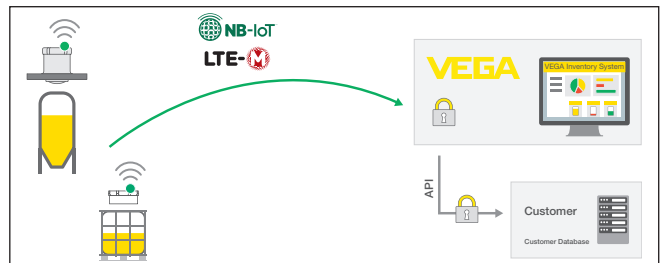 NB-IoT
LTE-M
VEGA
VEGA Inventory System
API
Customer
Customer Database